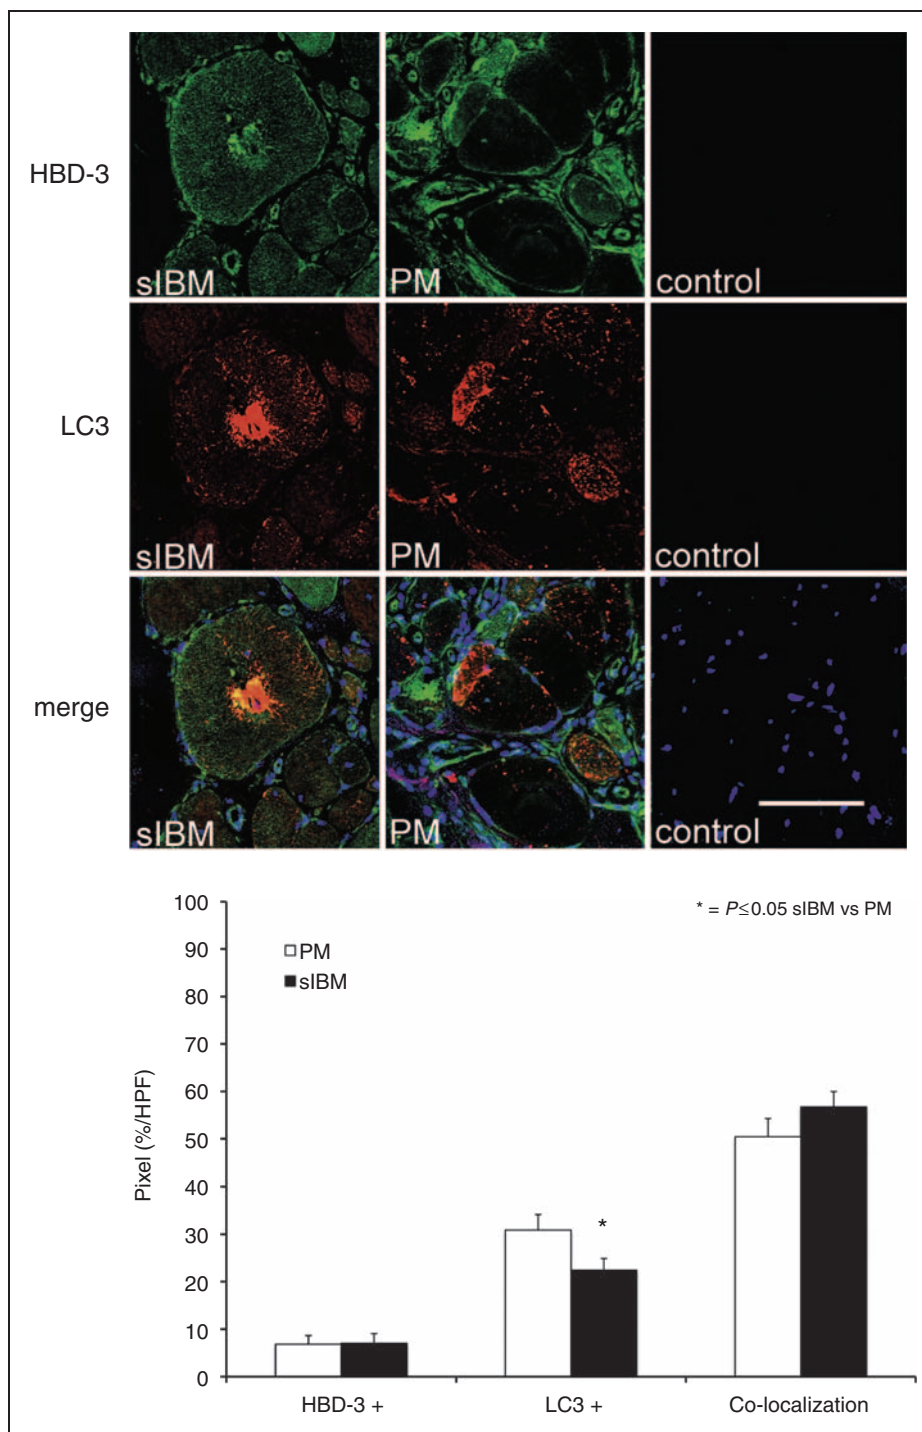 HBD-3
sIBM
PM
control
LC3
sIBM
PM
control
merge
sIBM
PM
control
* = P≤0.05 sIBM vs PM
PM
sIBM
Pixel (%/HPF)
100
90
80
70
60
50
40
30
20
10
0
*
HBD-3 +
LC3 +
Co-localization